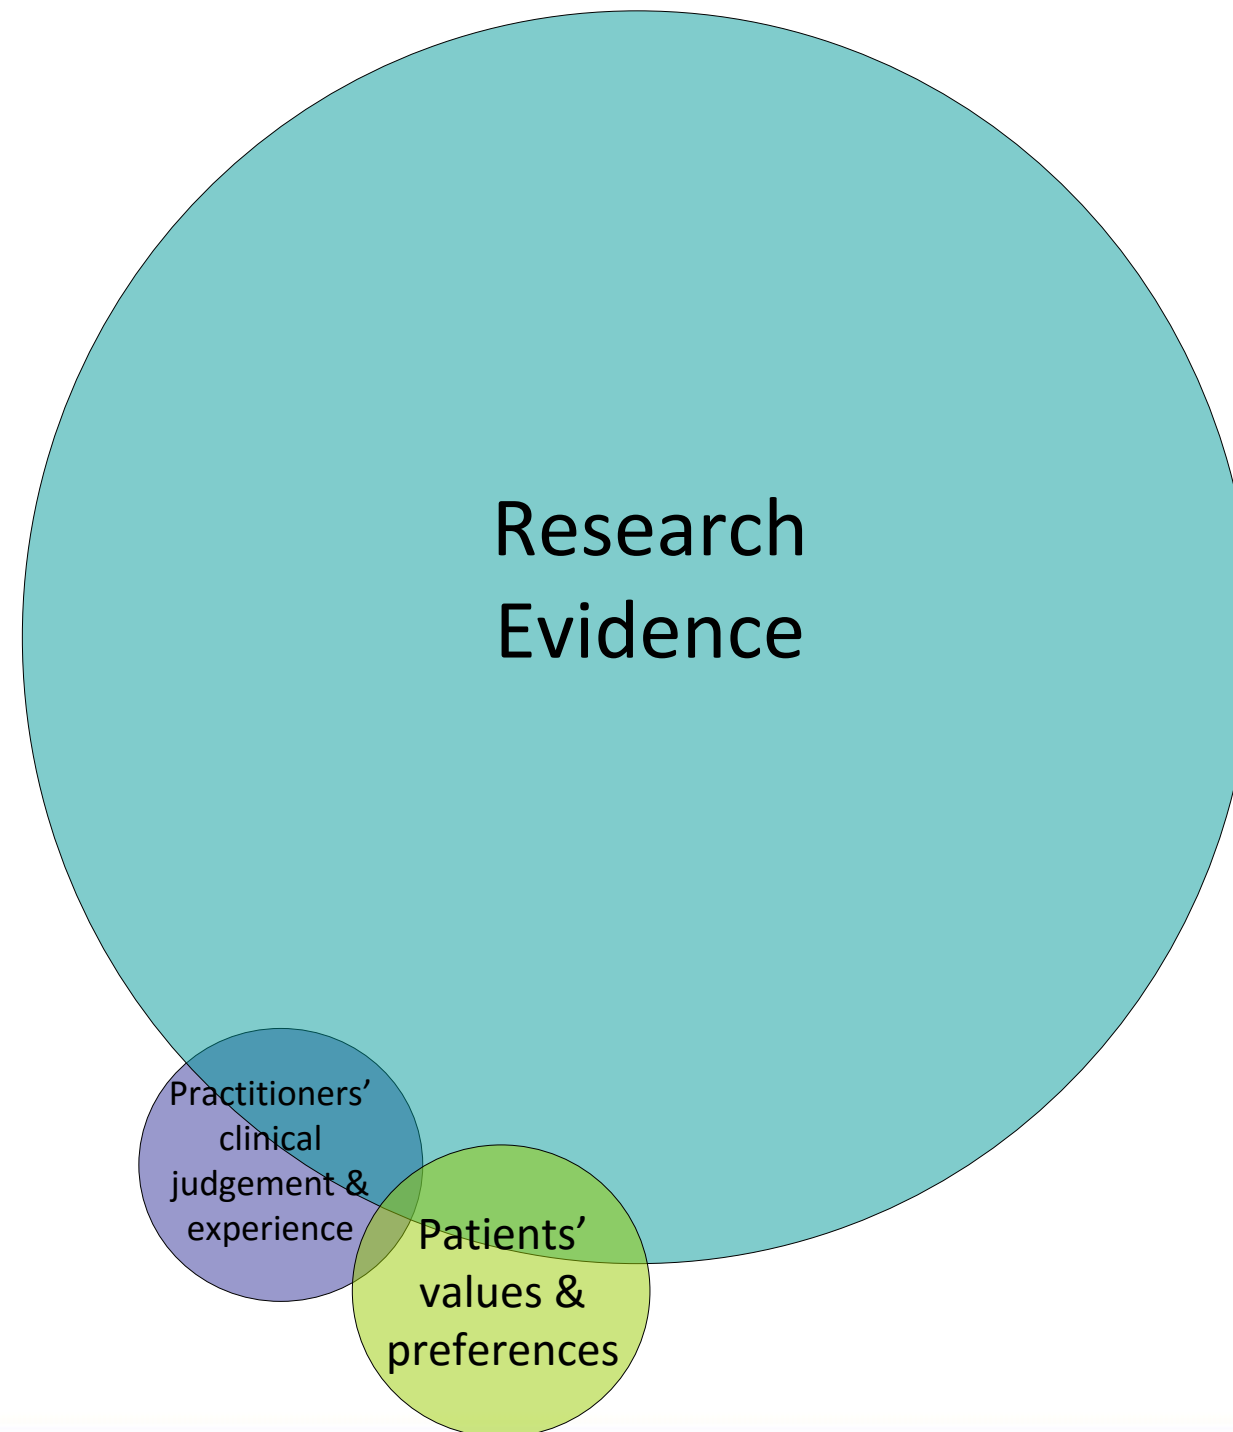 Research
Evidence
Practitioners’
clinical
judgement &
experience
Patients’
values &
preferences